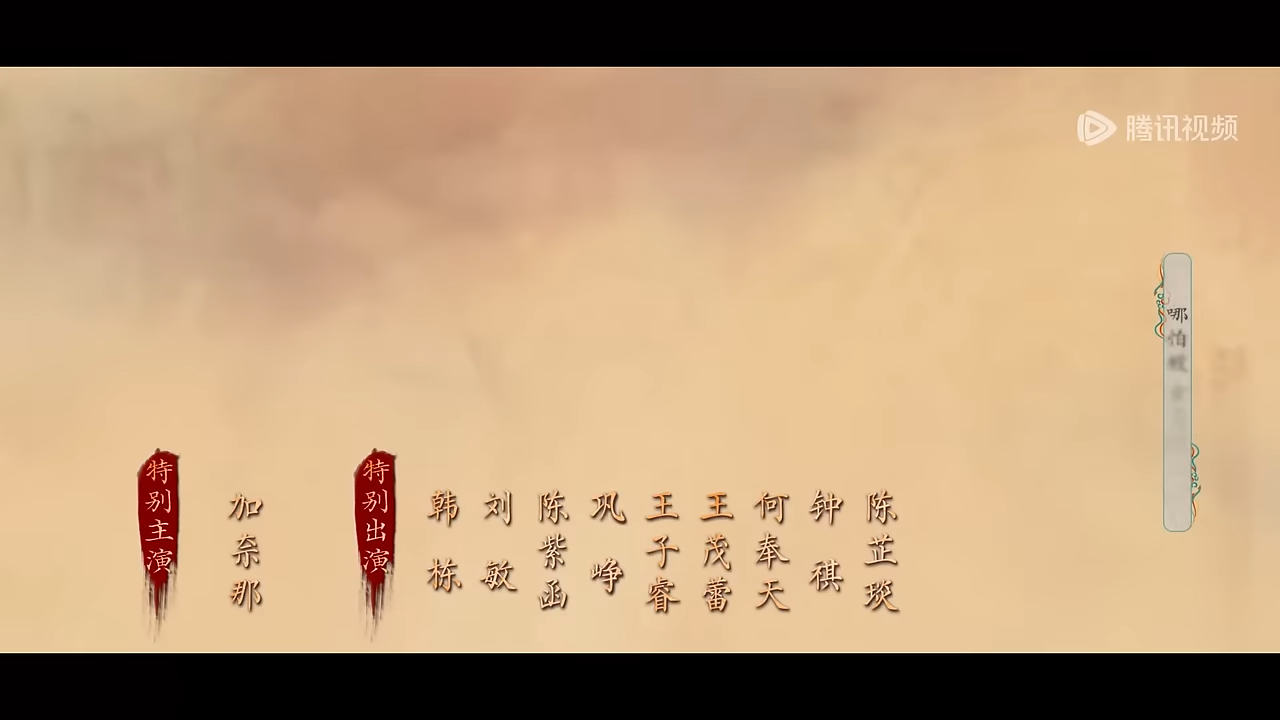 腾讯视频
特别主演
加奈那
特别出演
韩栋
刘敏
陈紫函
巩峥
王子睿
王茂蕾
何奉天
钟祺
陈芷琰
哪怕